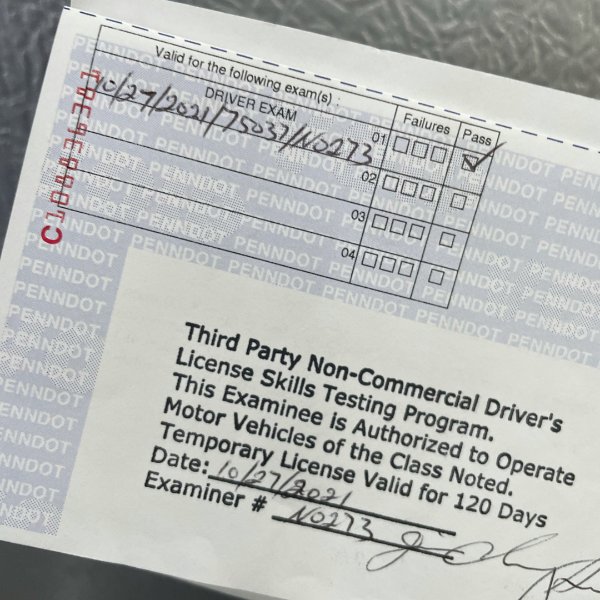 Valid for the following exam(s) :
DRIVER EXAM
Failures
Pass
10/27/2021/75037/N0273
01
02
03
04
PENNDOT
Third Party Non-Commercial Driver's
License Skills Testing Program.
This Examinee is Authorized to Operate
Motor Vehicles of the Class Noted.
Temporary License Valid for 120 Days
Date: 10/27/2021
Examiner # N0273